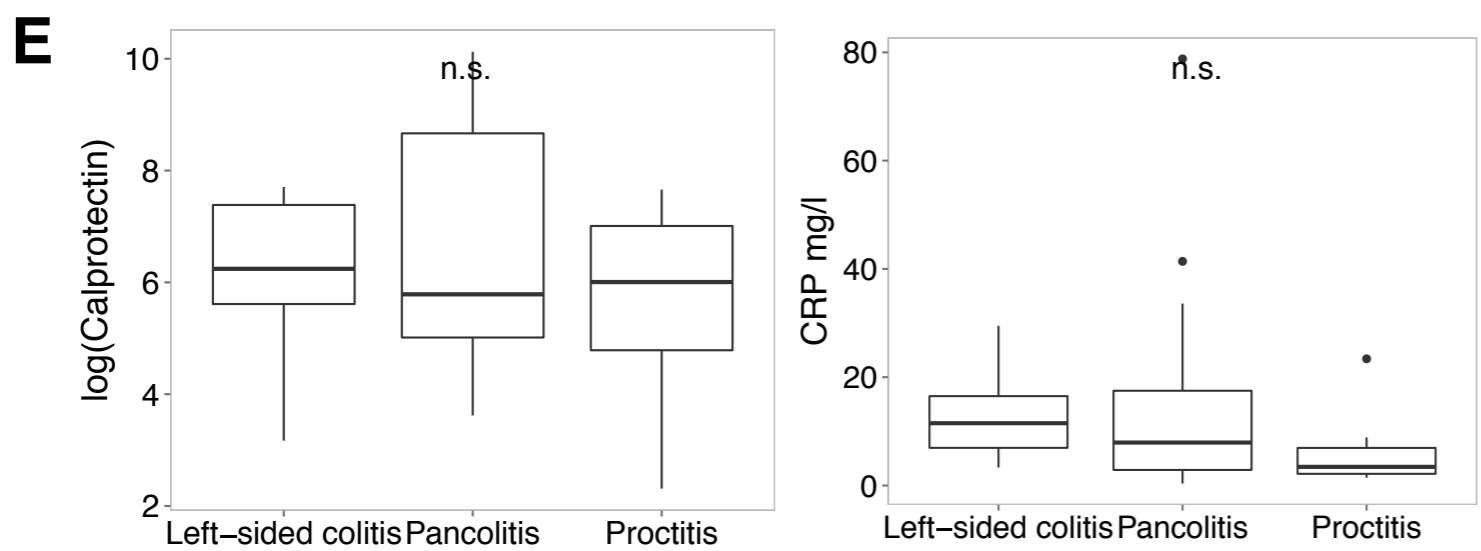 E
log(Calprotectin)
10
8
6
4
2
n.s.
Left−sided colitis
Pancolitis
Proctitis
CRP mg/l
80
60
40
20
0
n.s.
Left−sided colitis
Pancolitis
Proctitis